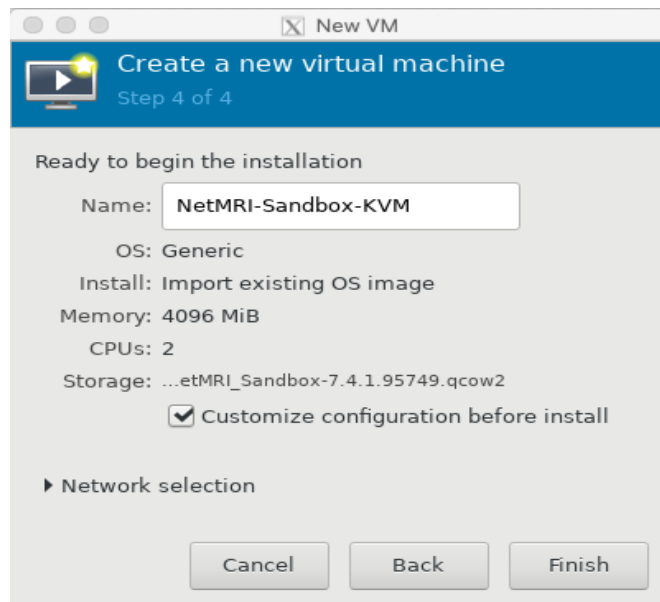 New VM
Create a new virtual machine
Step 4 of 4
Ready to begin the installation
Name: NetMRI-Sandbox-KVM
OS: Generic
Install: Import existing OS image
Memory: 4096 MiB
CPUs: 2
Storage: ...etMRI_Sandbox-7.4.1.95749.qcow2
Customize configuration before install
Network selection
Cancel Back Finish